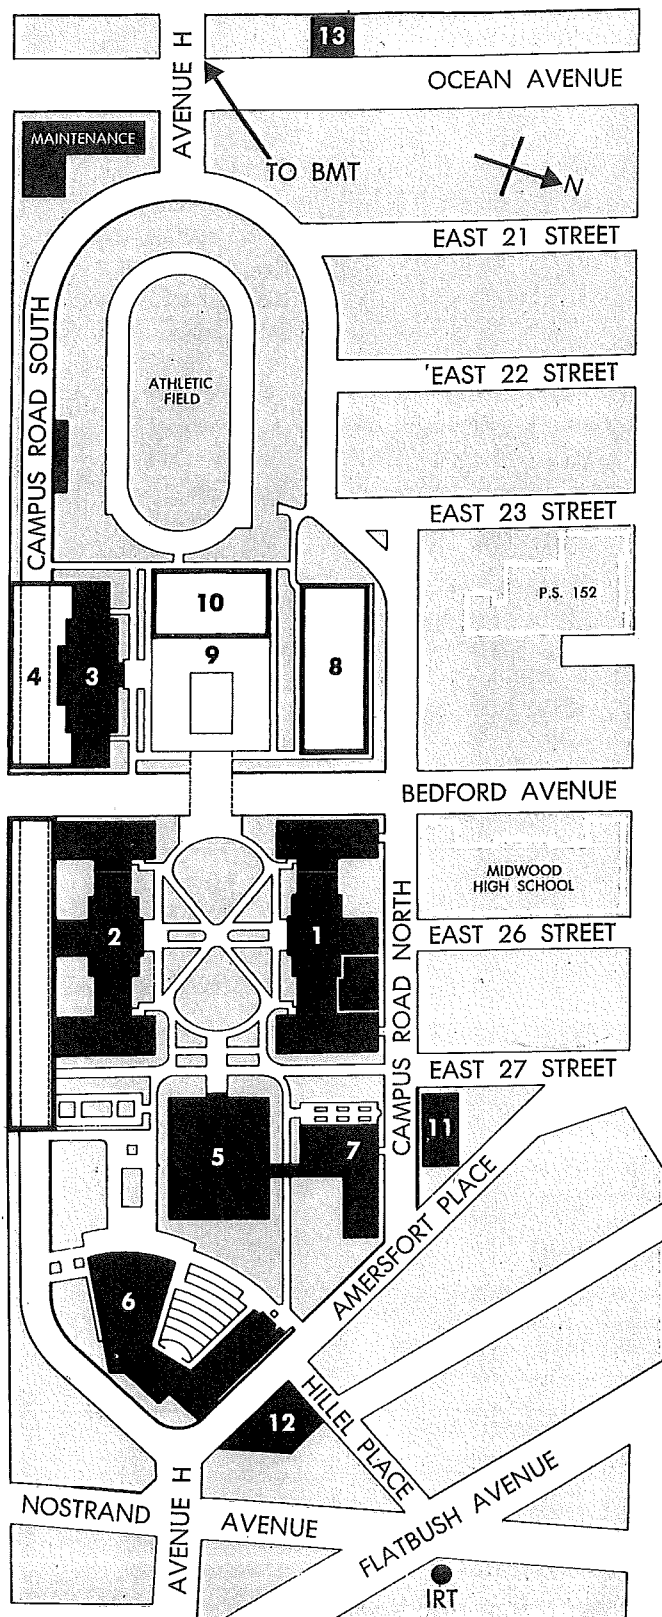 13
AVENUE H
OCEAN AVENUE
MAINTENANCE
TO BMT
N
EAST 21 STREET
CAMPUS ROAD SOUTH
'EAST 22 STREET
ATHLETIC
FIELD
EAST 23 STREET
P.S. 152
10
9
4
3
8
BEDFORD AVENUE
MIDWOOD
HIGH SCHOOL
2
1
EAST 26 STREET
CAMPUS ROAD NORTH
EAST 27 STREET
11
5
7
AMERSFORT PLACE
6
12
HILLEL PLACE
NOSTRAND AVENUE
AVENUE H
FLATBUSH AVENUE
IRT